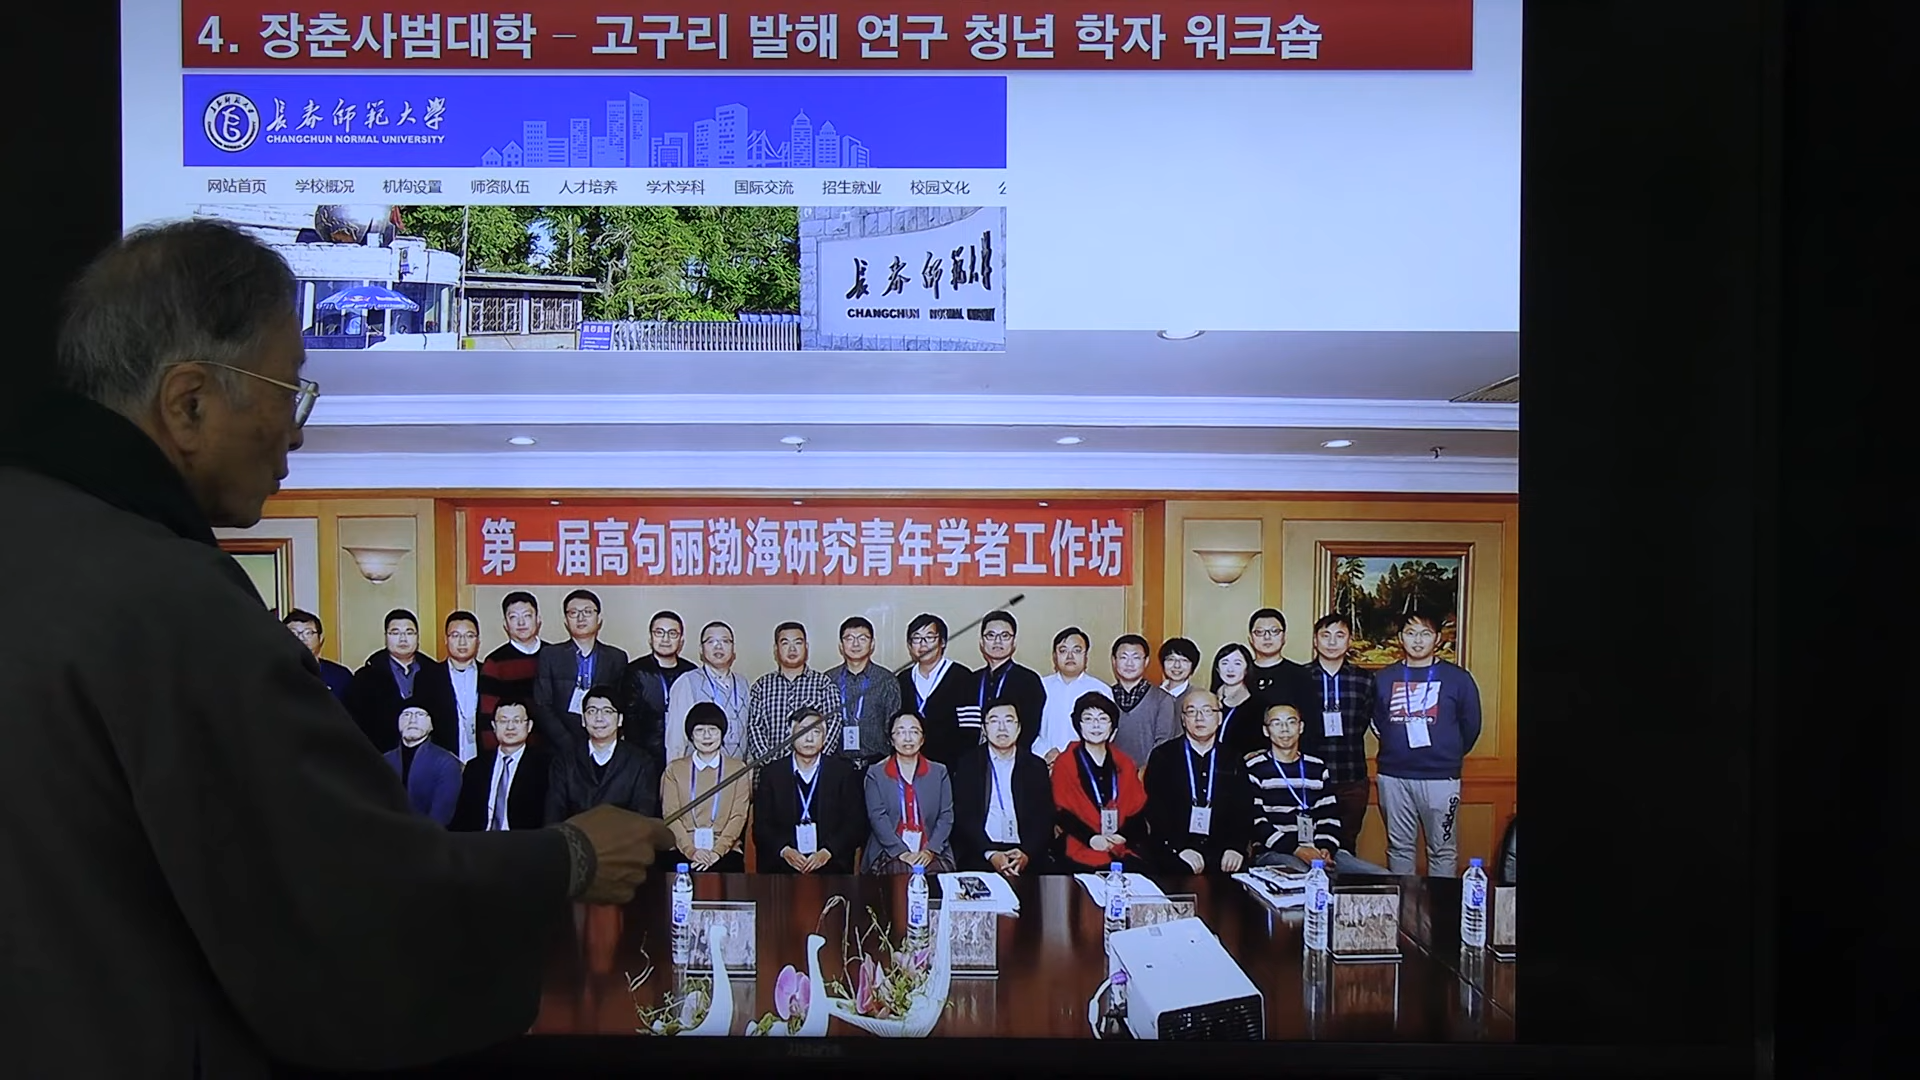 4. 장춘사범대학 – 고구리 발해 연구 청년 학자 워크숍
長春師範大學
CHANGCHUN NORMAL UNIVERSITY
网站首页 学校概况 机构设置 师资队伍 人才培养 学术学科 国际交流 招生就业 校园文化
CHANGCHUN NORMAL
第一届高句丽渤海研究青年学者工作坊